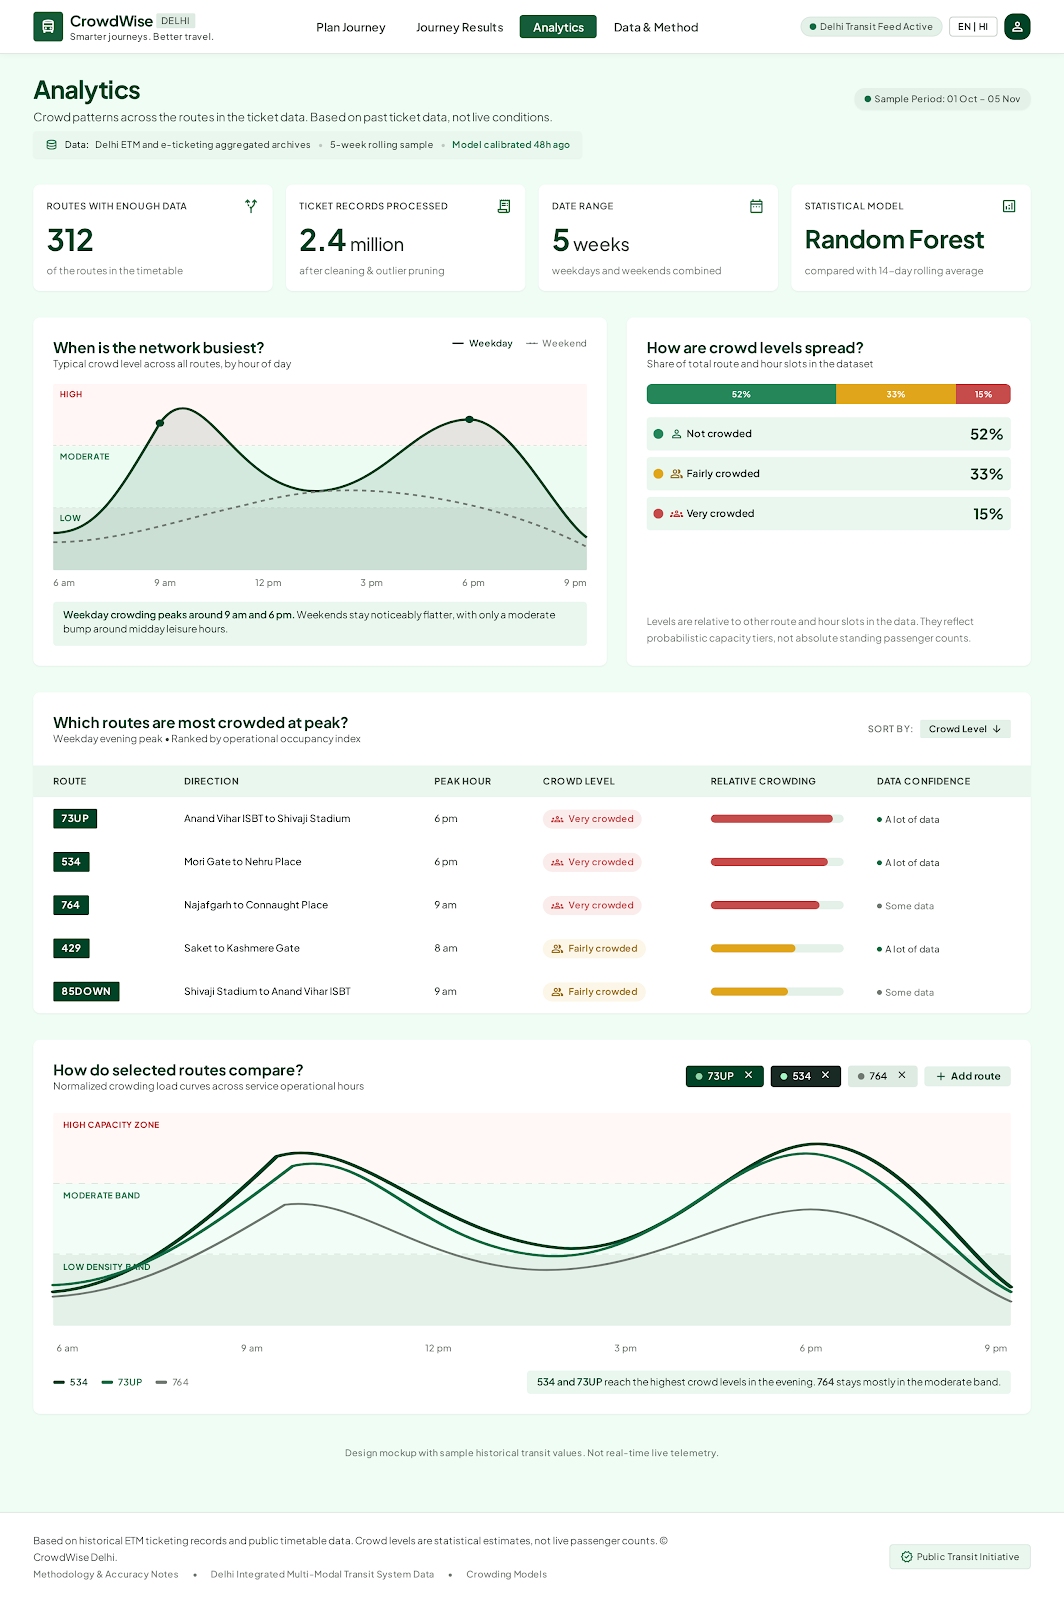 CrowdWise DELHI
Smarter journeys. Better travel.
Plan Journey
Journey Results
Analytics
Data & Method
Delhi Transit Feed Active
EN | HI
Analytics
Crowd patterns across the routes in the ticket data. Based on past ticket data, not live conditions.
Sample Period: 01 Oct – 05 Nov
Data: Delhi ETM and e-ticketing aggregated archives • 5-week rolling sample • Model calibrated 48h ago
ROUTES WITH ENOUGH DATA
312
of the routes in the timetable
TICKET RECORDS PROCESSED
2.4 million
after cleaning & outlier pruning
DATE RANGE
5 weeks
weekdays and weekends combined
STATISTICAL MODEL
Random Forest
compared with 14-day rolling average
When is the network busiest?
Typical crowd level across all routes, by hour of day
Weekday
Weekend
HIGH
MODERATE
LOW
6 am
9 am
12 pm
3 pm
6 pm
9 pm
Weekday crowding peaks around 9 am and 6 pm. Weekends stay noticeably flatter, with only a moderate
bump around midday leisure hours.
How are crowd levels spread?
Share of total route and hour slots in the dataset
52%
33%
15%
Not crowded 52%
Fairly crowded 33%
Very crowded 15%
Levels are relative to other route and hour slots in the data. They reflect
probabilistic capacity tiers, not absolute standing passenger counts.
Which routes are most crowded at peak?
Weekday evening peak • Ranked by operational occupancy index
SORT BY: Crowd Level ↓
ROUTE DIRECTION PEAK HOUR CROWD LEVEL RELATIVE CROWDING DATA CONFIDENCE
73UP Anand Vihar ISBT to Shivaji Stadium 6 pm Very crowded A lot of data
534 Mori Gate to Nehru Place 6 pm Very crowded A lot of data
764 Najafgarh to Connaught Place 9 am Very crowded Some data
429 Saket to Kashmere Gate 8 am Fairly crowded A lot of data
85DOWN Shivaji Stadium to Anand Vihar ISBT 9 am Fairly crowded Some data
How do selected routes compare?
Normalized crowding load curves across service operational hours
73UP ×
534 ×
764 ×
+ Add route
HIGH CAPACITY ZONE
MODERATE BAND
LOW DENSITY BAND
6 am
9 am
12 pm
3 pm
6 pm
9 pm
534
73UP
764
534 and 73UP reach the highest crowd levels in the evening. 764 stays mostly in the moderate band.
Design mockup with sample historical transit values. Not real-time live telemetry.
Based on historical ETM ticketing records and public timetable data. Crowd levels are statistical estimates, not live passenger counts. ©
CrowdWise Delhi.
Methodology & Accuracy Notes • Delhi Integrated Multi-Modal Transit System Data • Crowding Models
Public Transit Initiative